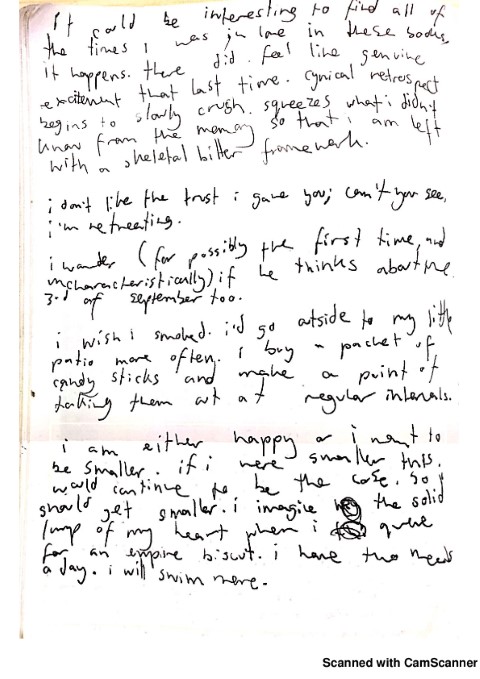 it could be interesting to find all of
the times i was in love in these books
it happens. there did. feel like genuine
excitement that last time. cynical retrospect
begins to slowly crush. squeezes what i didn't
know from the memory so that i am left
with a skeletal bitter framework.
i don't like the trust i gave you; can't you see,
i'm retreating.
i wonder (for possibly the first time, and
uncharacteristically) if he thinks about the
3rd of september too.
i wish i smoked. i'd go outside to my little
patio more often. i buy a packet of
candy sticks and make a point of
taking them out at regular intervals.
i am either happy or i want to
be smaller. if i were smaller this
would continue to be the case. so i
should get smaller. i imagine the solid
lump of my heart when i queue
for an empire biscuit. i have two needs
a day. i will swim here.
Scanned with CamScanner